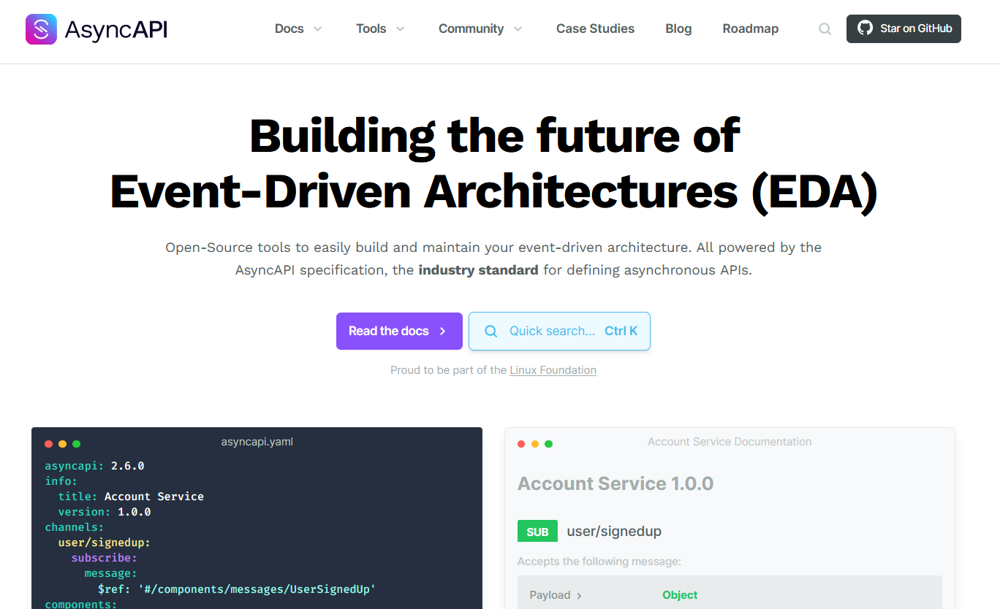 AsyncAPI
Docs Tools Community Case Studies Blog Roadmap Star on GitHub
Building the future of
Event-Driven Architectures (EDA)
Open-Source tools to easily build and maintain your event-driven architecture. All powered by the
AsyncAPI specification, the industry standard for defining asynchronous APIs.
Read the docs
Quick search... Ctrl K
Proud to be part of the Linux Foundation
asyncapi.yaml
asyncapi: 2.6.0
info:
  title: Account Service
  version: 1.0.0
channels:
  user/signedup:
    subscribe:
      message:
        $ref: '#/components/messages/UserSignedUp'
components:
Account Service Documentation
Account Service 1.0.0
SUB user/signedup
Accepts the following message:
Payload Object